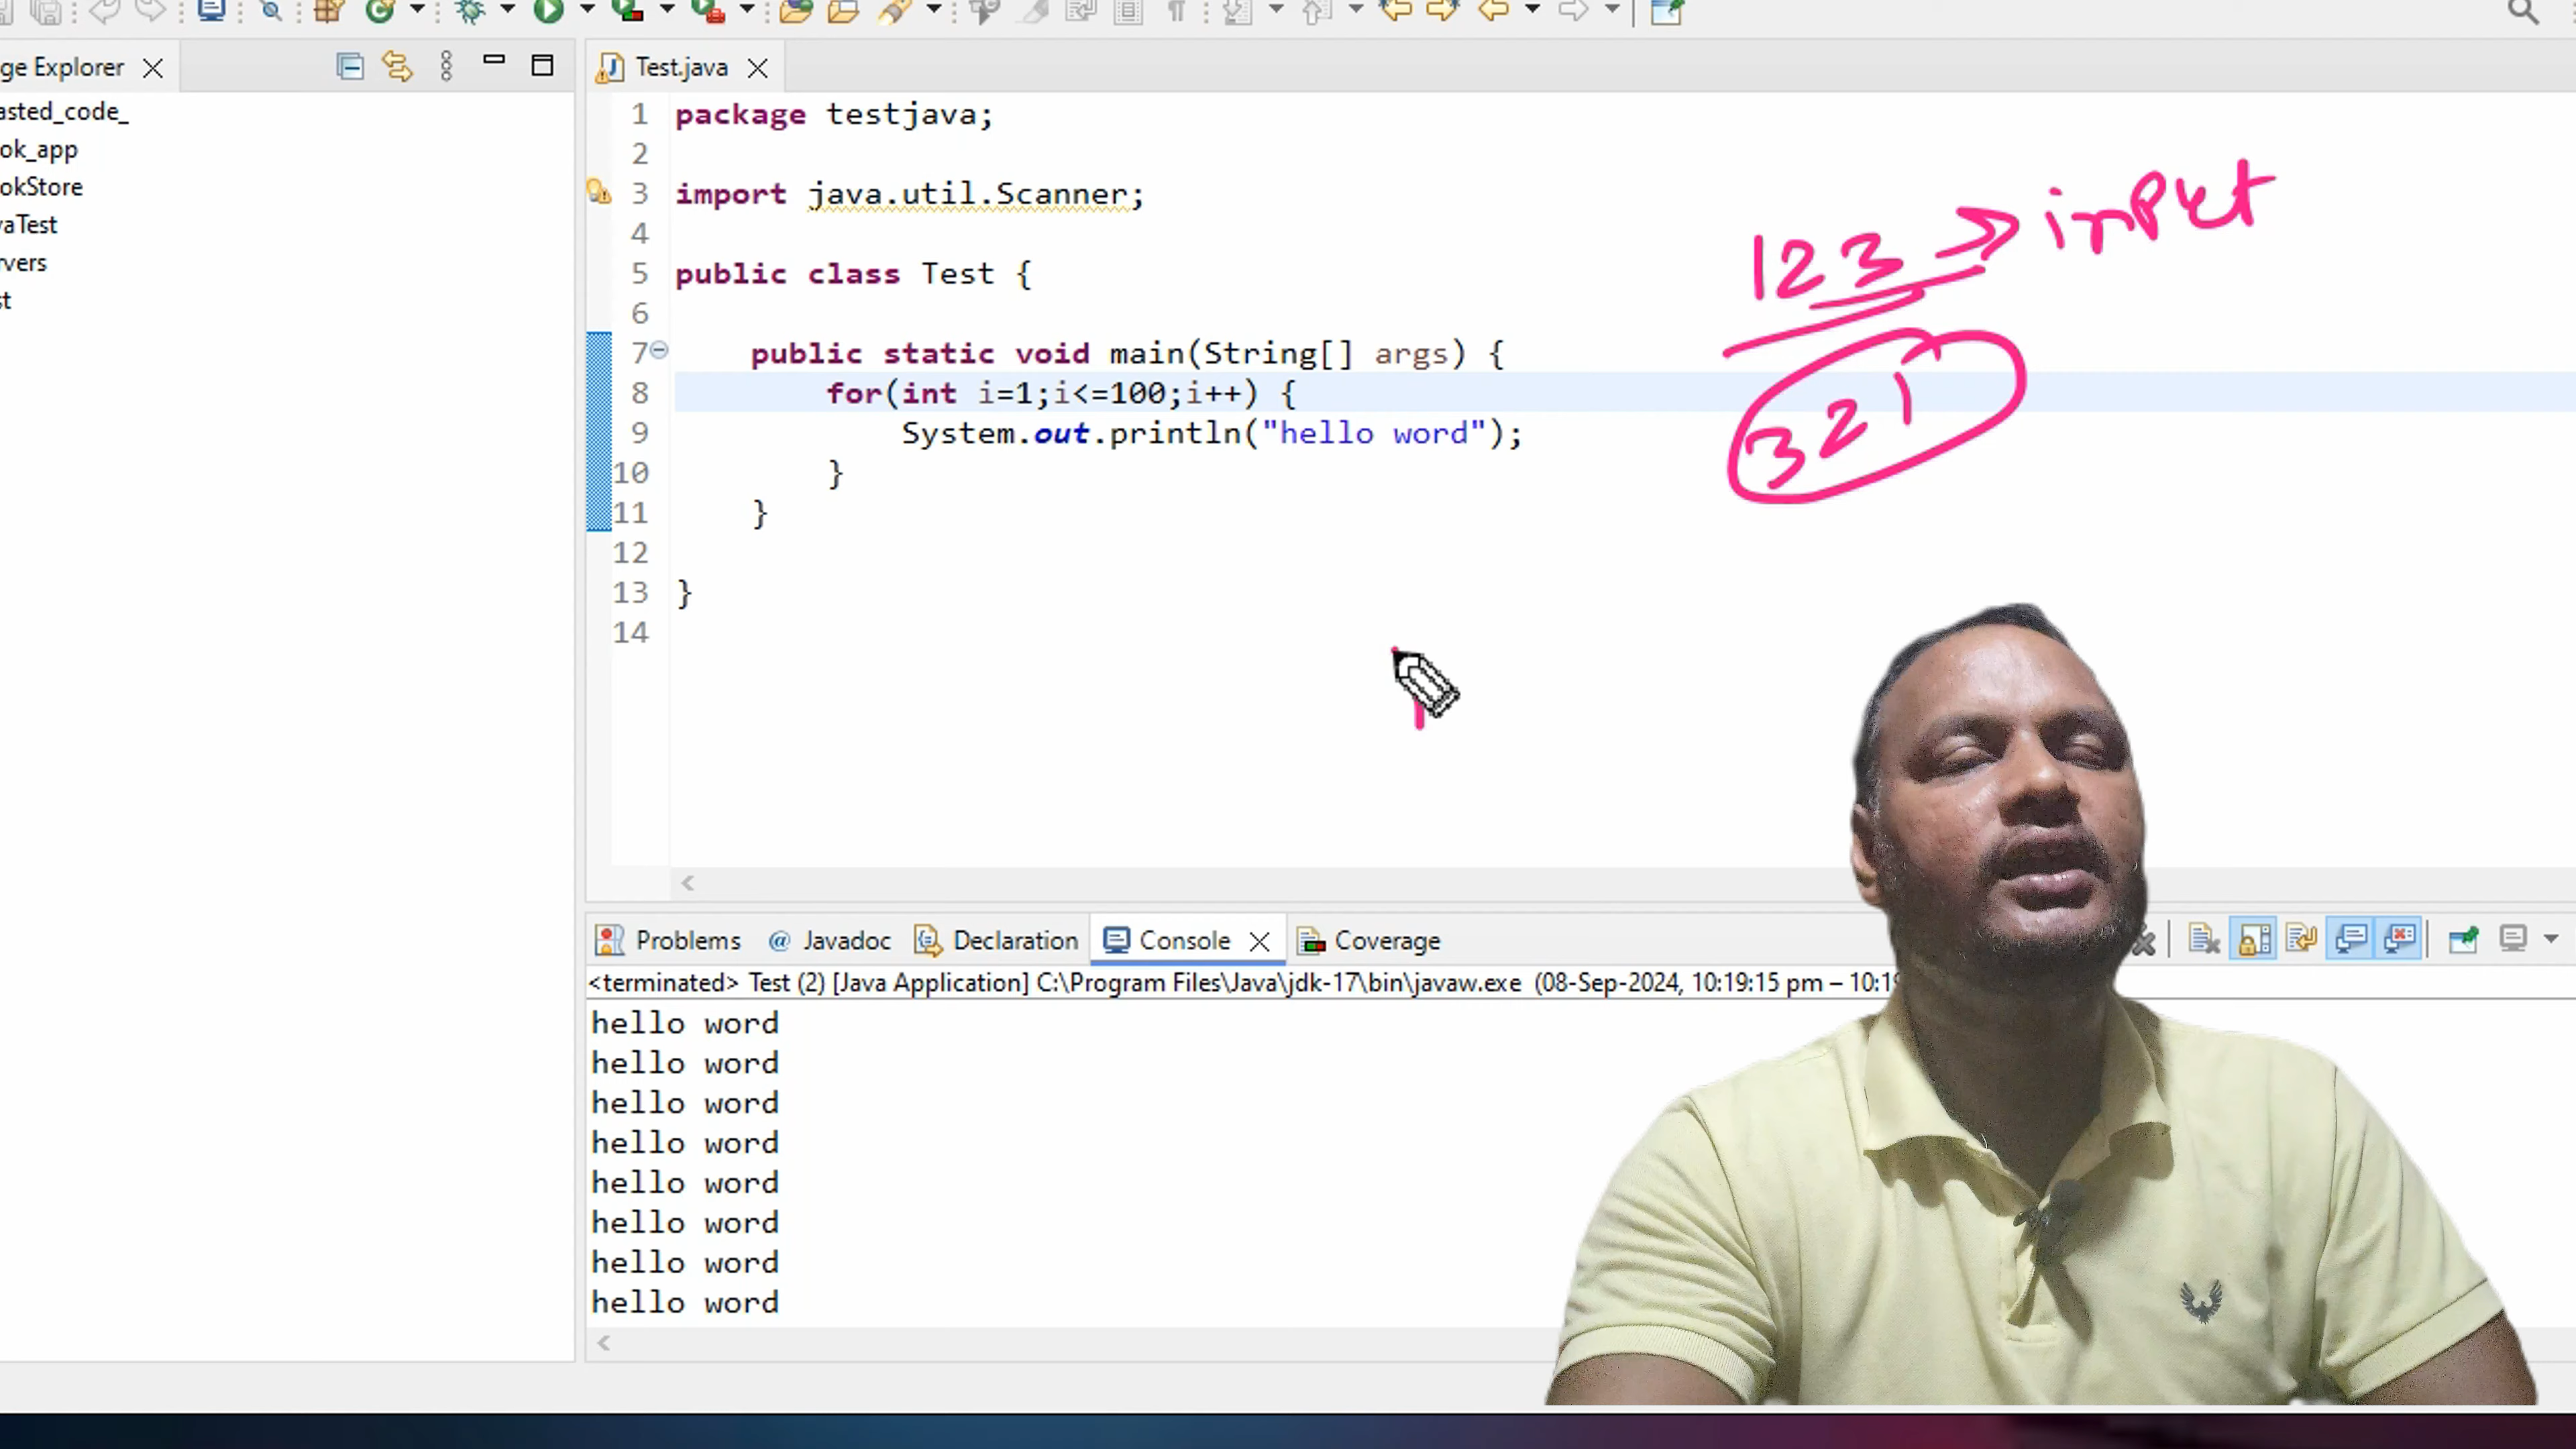 ge Explorer
Test.java
asted_code_
ok_app
okStore
vaTest
rvers
st
1 package testjava;
2
3 import java.util.Scanner;
4
5 public class Test {
6
7 public static void main(String[] args) {
8 for(int i=1;i<=100;i++) {
9 System.out.println("hello word");
10 }
11 }
12
13 }
14
123 => input
321
Problems
@ Javadoc
Declaration
Console
Coverage
<terminated> Test (2) [Java Application] C:\Program Files\Java\jdk-17\bin\javaw.exe (08-Sep-2024, 10:19:15 pm – 10:19
hello word
hello word
hello word
hello word
hello word
hello word
hello word
hello word